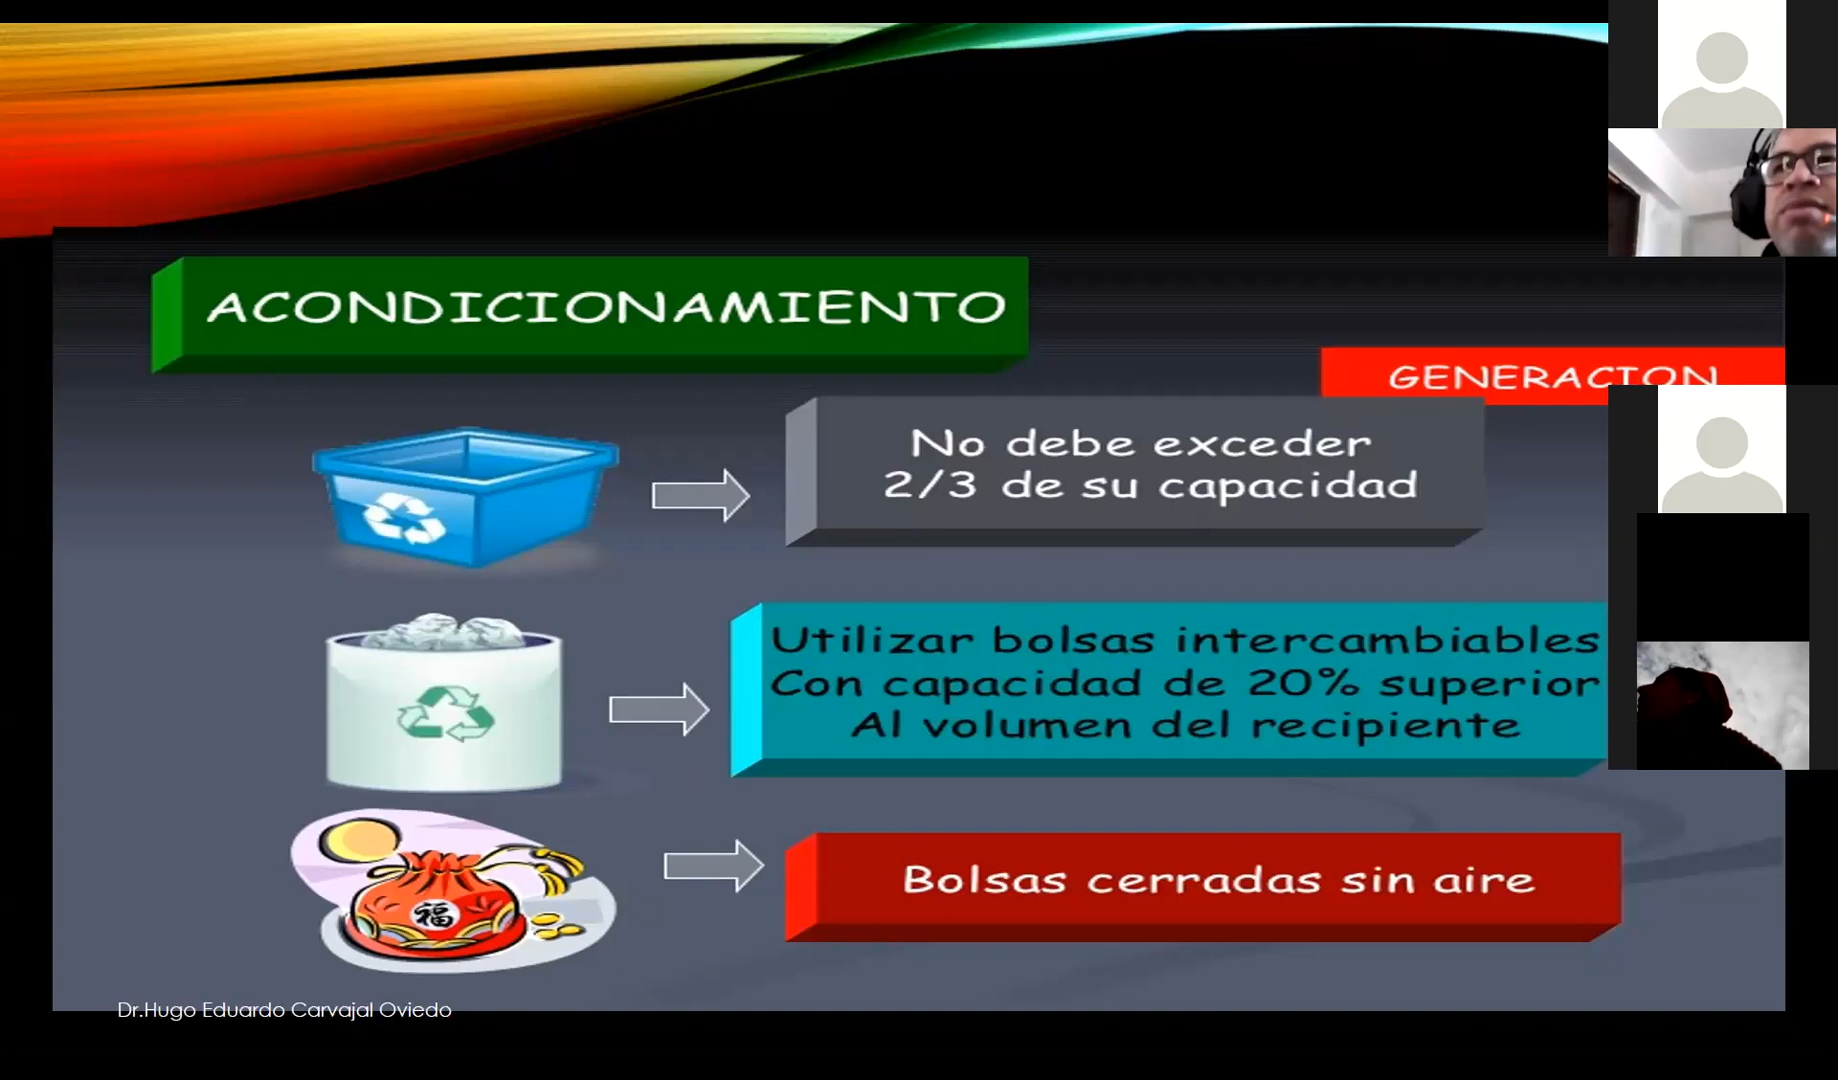 ACONDICIONAMIENTO
GENERACION
No debe exceder
2/3 de su capacidad
Utilizar bolsas intercambiables
Con capacidad de 20% superior
Al volumen del recipiente
福
Bolsas cerradas sin aire
Dr.Hugo Eduardo Carvajal Oviedo